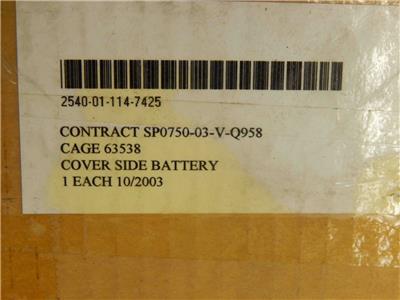 2540-01-114-7425
CONTRACT SP0750-03-V-Q958
CAGE 63538
COVER SIDE BATTERY
1 EACH 10/2003